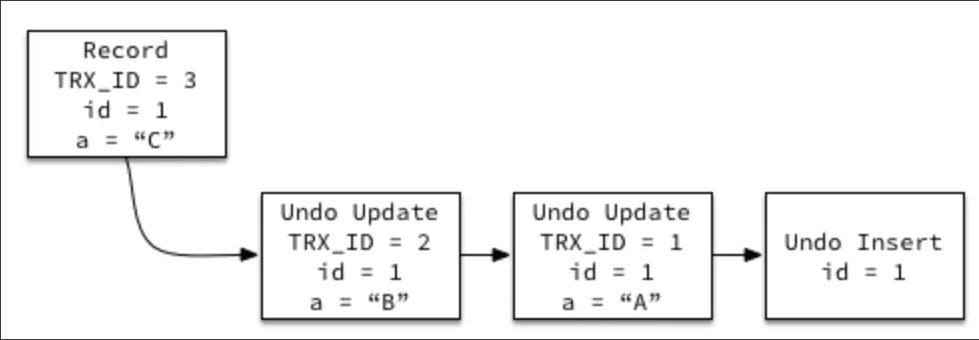 Record
TRX_ID = 3
id = 1
a = “C”
Undo Update
TRX_ID = 2
id = 1
a = “B”
Undo Update
TRX_ID = 1
id = 1
a = “A”
Undo Insert
id = 1